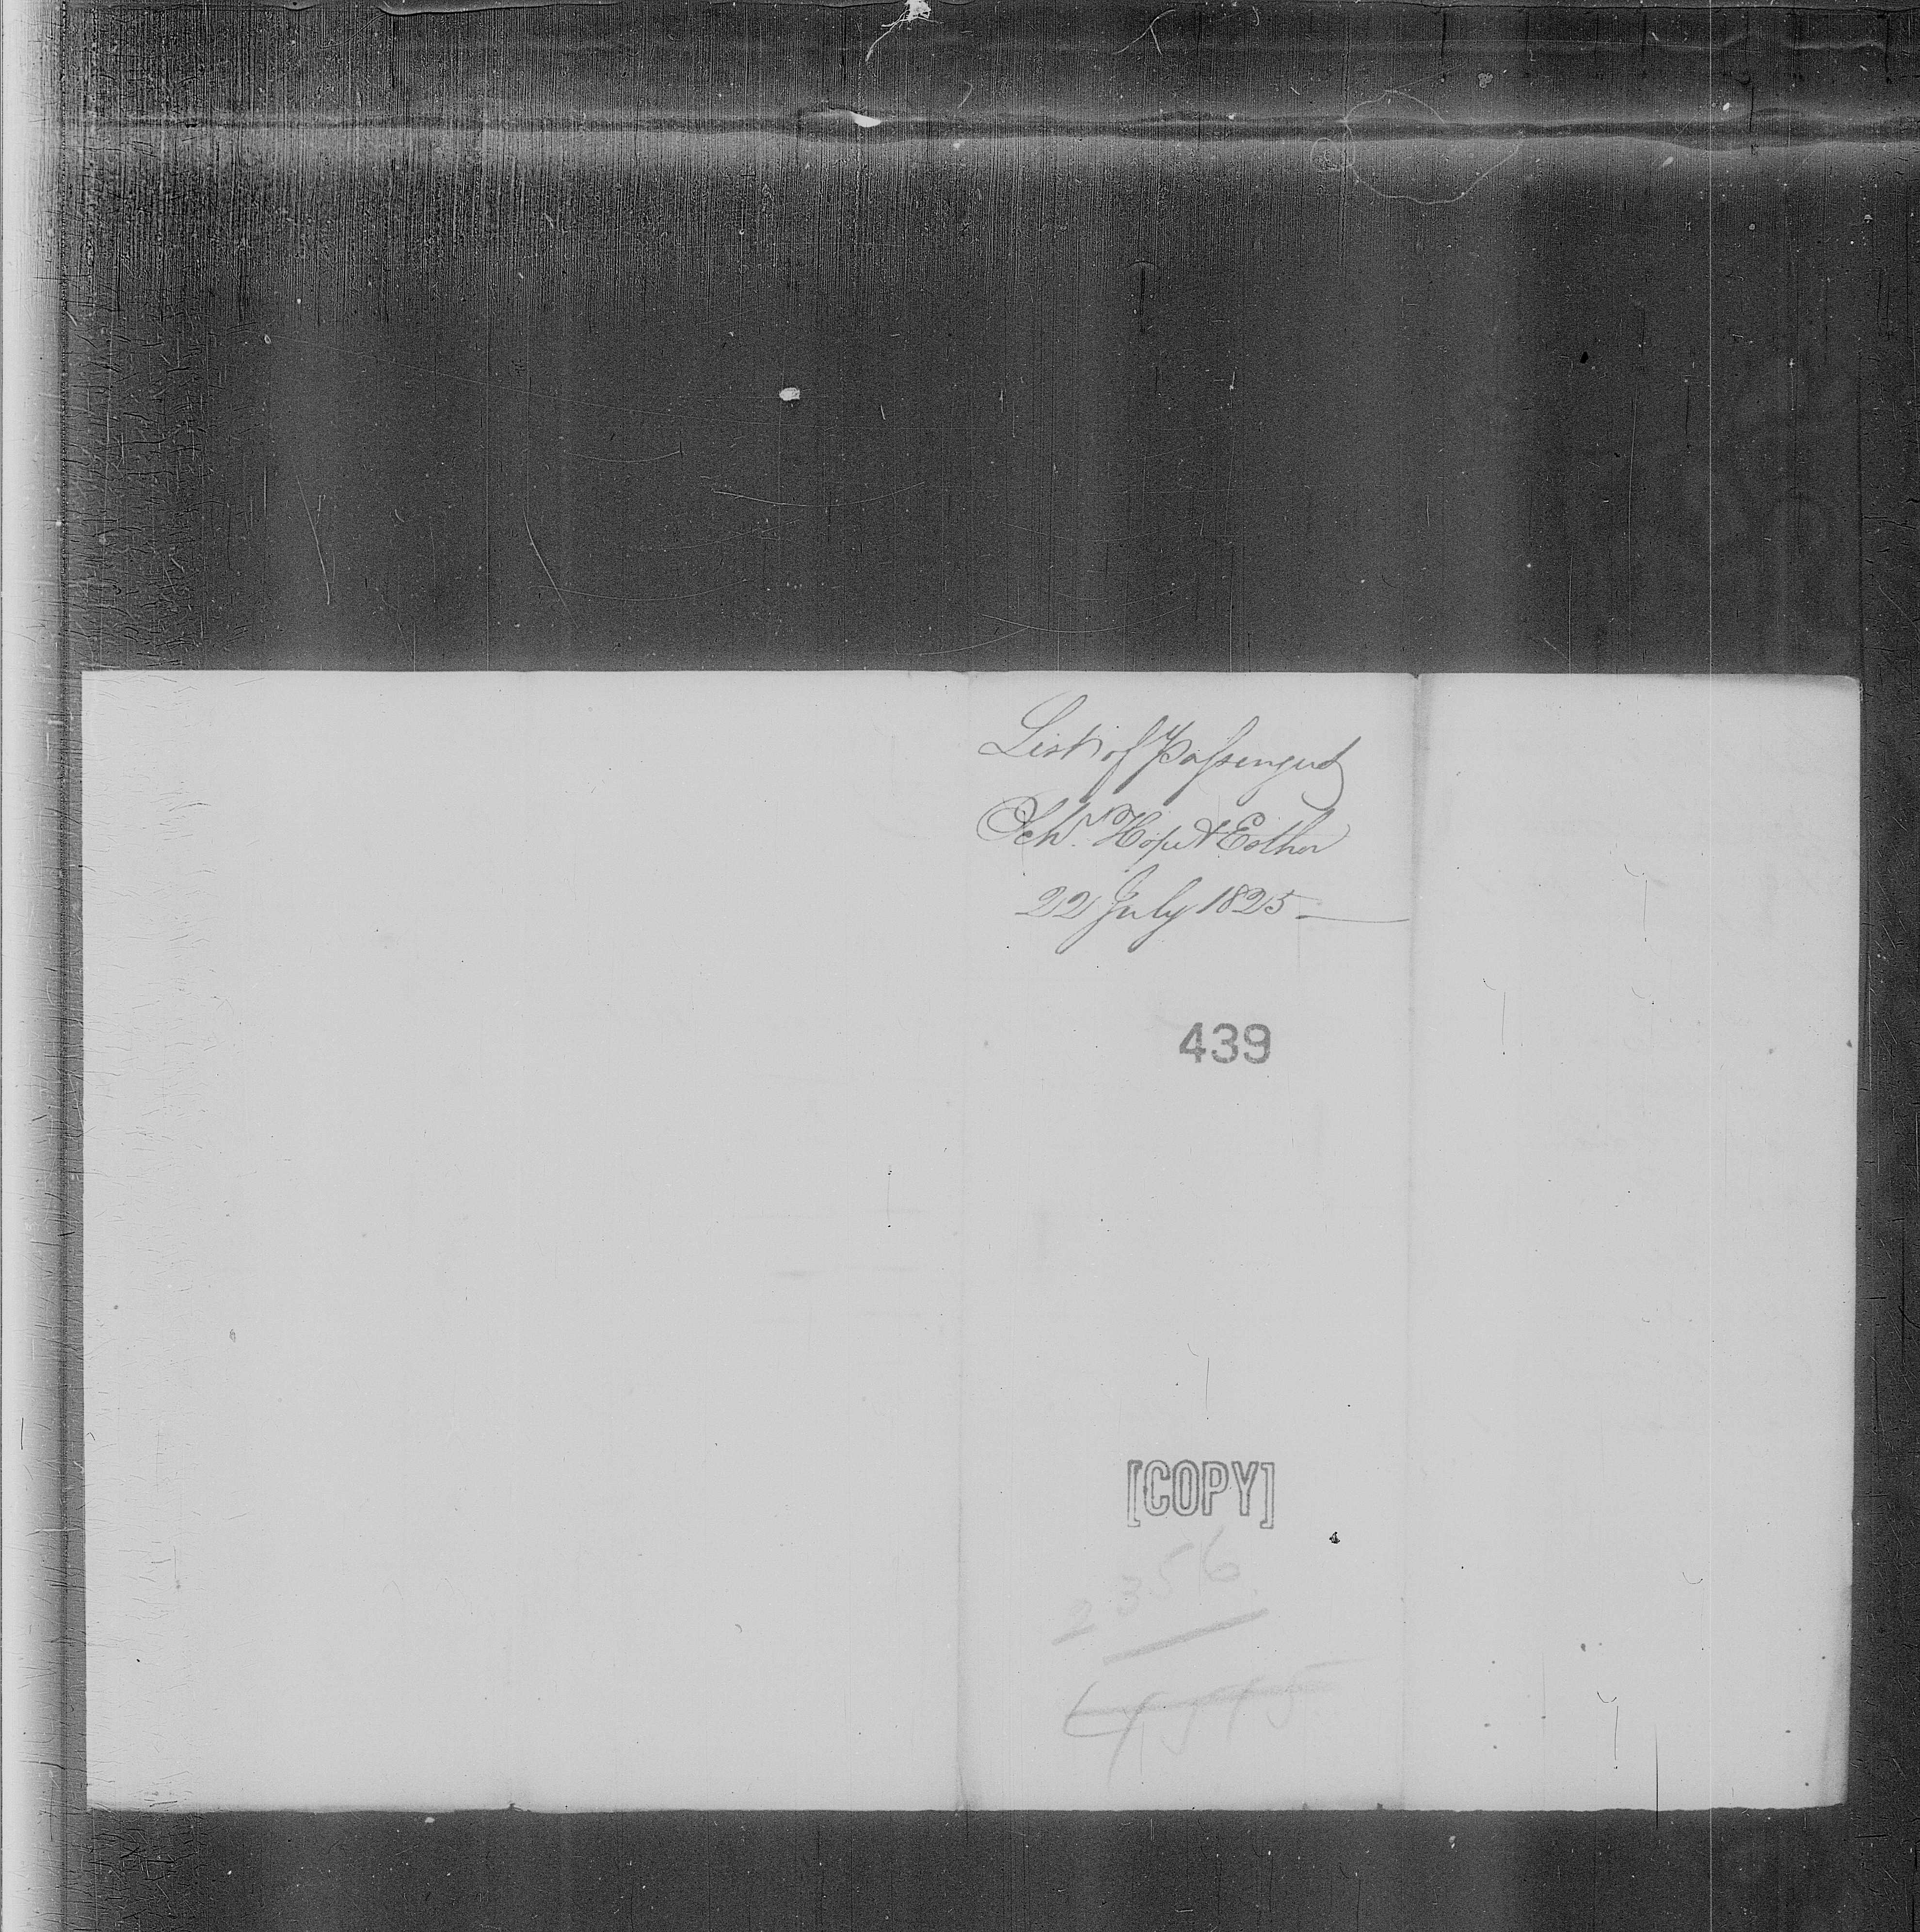 List of Passengers
Schr. Hope & Esther
22 July 1825
439
[COPY]
2356